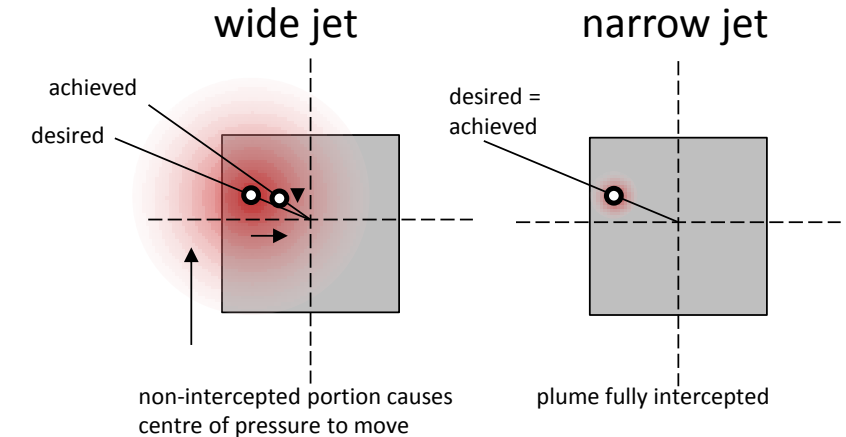 wide jet
achieved
desired
non-intercepted portion causes
centre of pressure to move
narrow jet
desired =
achieved
plume fully intercepted